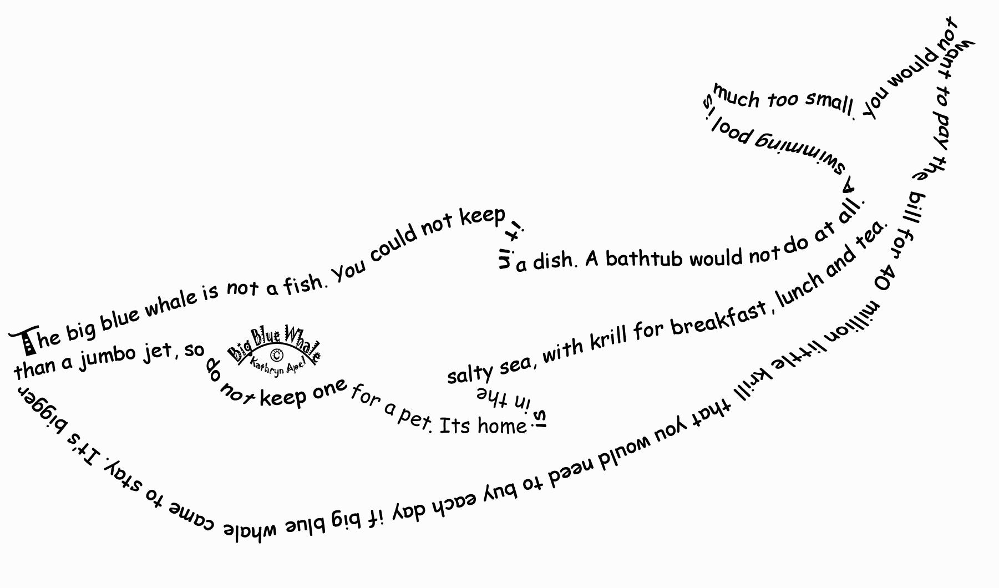 The big blue whale is not a fish. You could not keep
it in
a dish. A bathtub would not do at all.
A swimming pool is
much too small.
You would not
want to pay the bill for 40 million little krill that you would need to buy each day if big blue whale came to stay. It's bigger
than a jumbo jet, so
do not keep one for a pet. Its home
is
in the
salty sea, with krill for breakfast, lunch and tea.
Big Blue Whale
©
Kathryn Apel